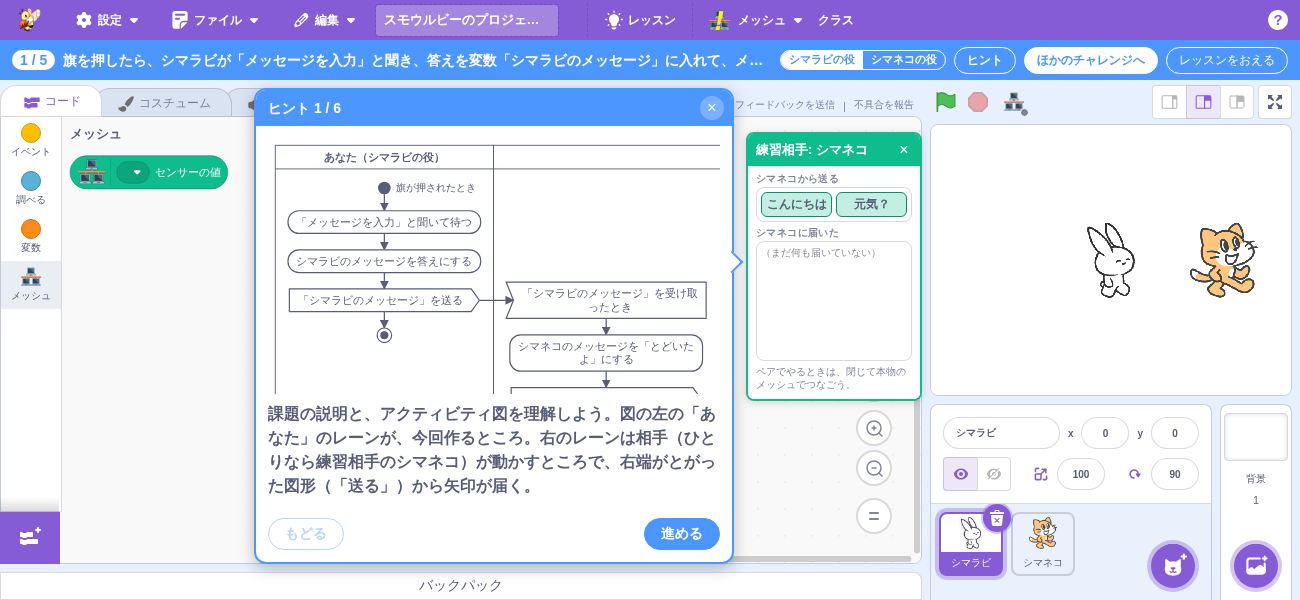 設定
ファイル
編集
スモウルビーのプロジェ…
レッスン
メッシュ
クラス
?
1 / 5
旗を押したら、シマラビが「メッセージを入力」と聞き、答えを変数「シマラビのメッセージ」に入れて、メ…
シマラビの役
シマネコの役
ヒント
ほかのチャレンジへ
レッスンをおえる
コード
コスチューム
フィードバックを送信 | 不具合を報告
イベント
調べる
変数
メッシュ
メッシュ
センサーの値
ヒント 1 / 6
×
あなた（シマラビの役）
旗が押されたとき
「メッセージを入力」と聞いて待つ
シマラビのメッセージを答えにする
「シマラビのメッセージ」を送る
「シマラビのメッセージ」を受け取
ったとき
シマネコのメッセージを「とどいた
よ」にする
課題の説明と、アクティビティ図を理解しよう。図の左の「あ
なた」のレーンが、今回作るところ。右のレーンは相手（ひと
りなら練習相手のシマネコ）が動かすところで、右端がとがっ
た図形（「送る」）から矢印が届く。
もどる
進める
練習相手: シマネコ
×
シマネコから送る
こんにちは
元気？
シマネコに届いた
（まだ何も届いていない）
ペアでやるときは、閉じて本物の
メッシュでつなごう。
シマラビ
x
0
y
0
100
90
シマラビ
シマネコ
背景
1
バックパック